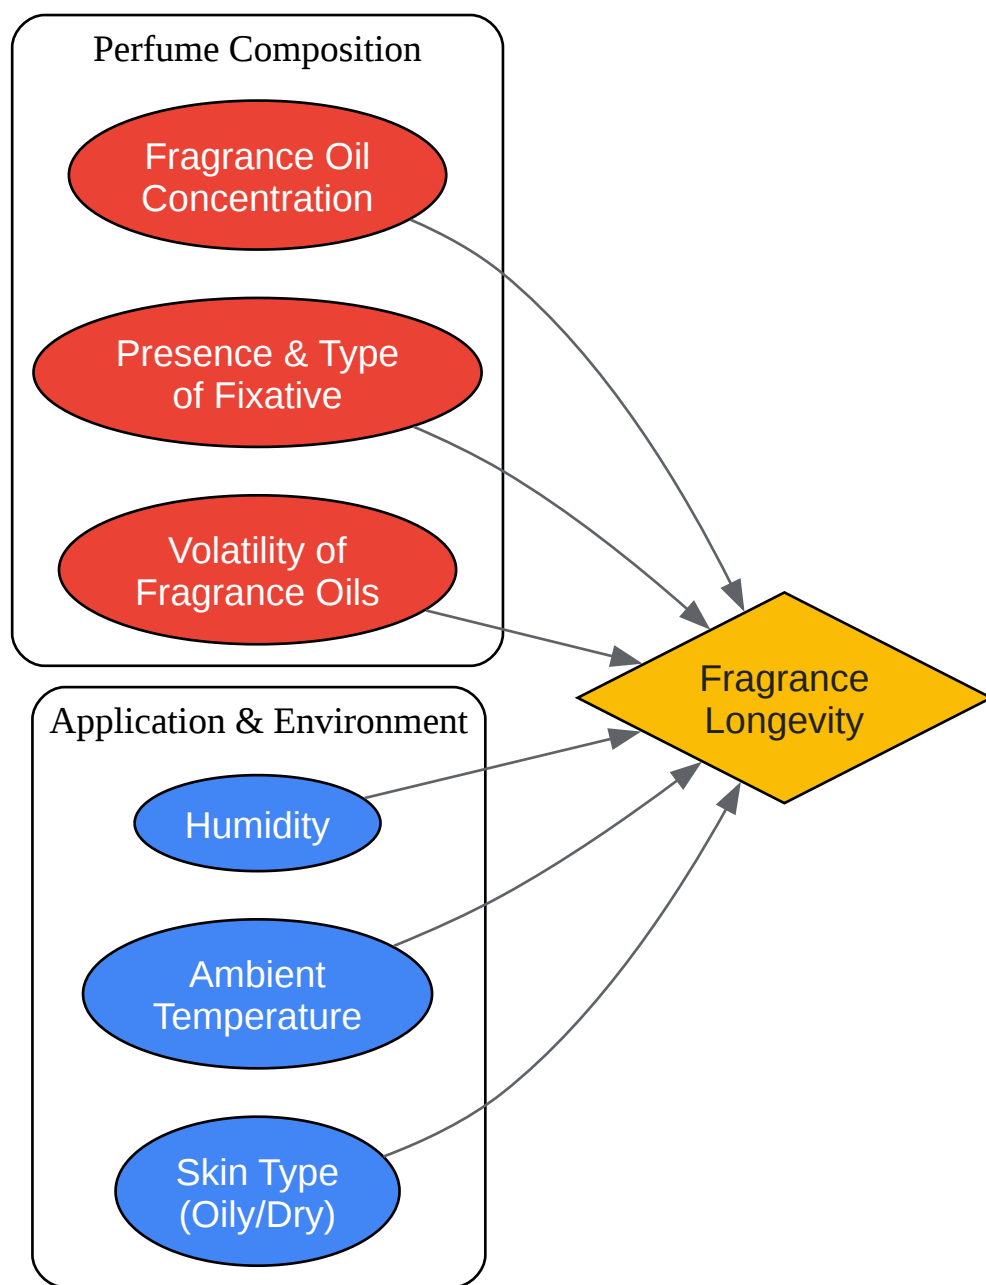 Perfume Composition
Fragrance Oil
Concentration
Presence & Type
of Fixative
Volatility of
Fragrance Oils
Fragrance
Longevity
Application & Environment
Humidity
Ambient
Temperature
Skin Type
(Oily/Dry)